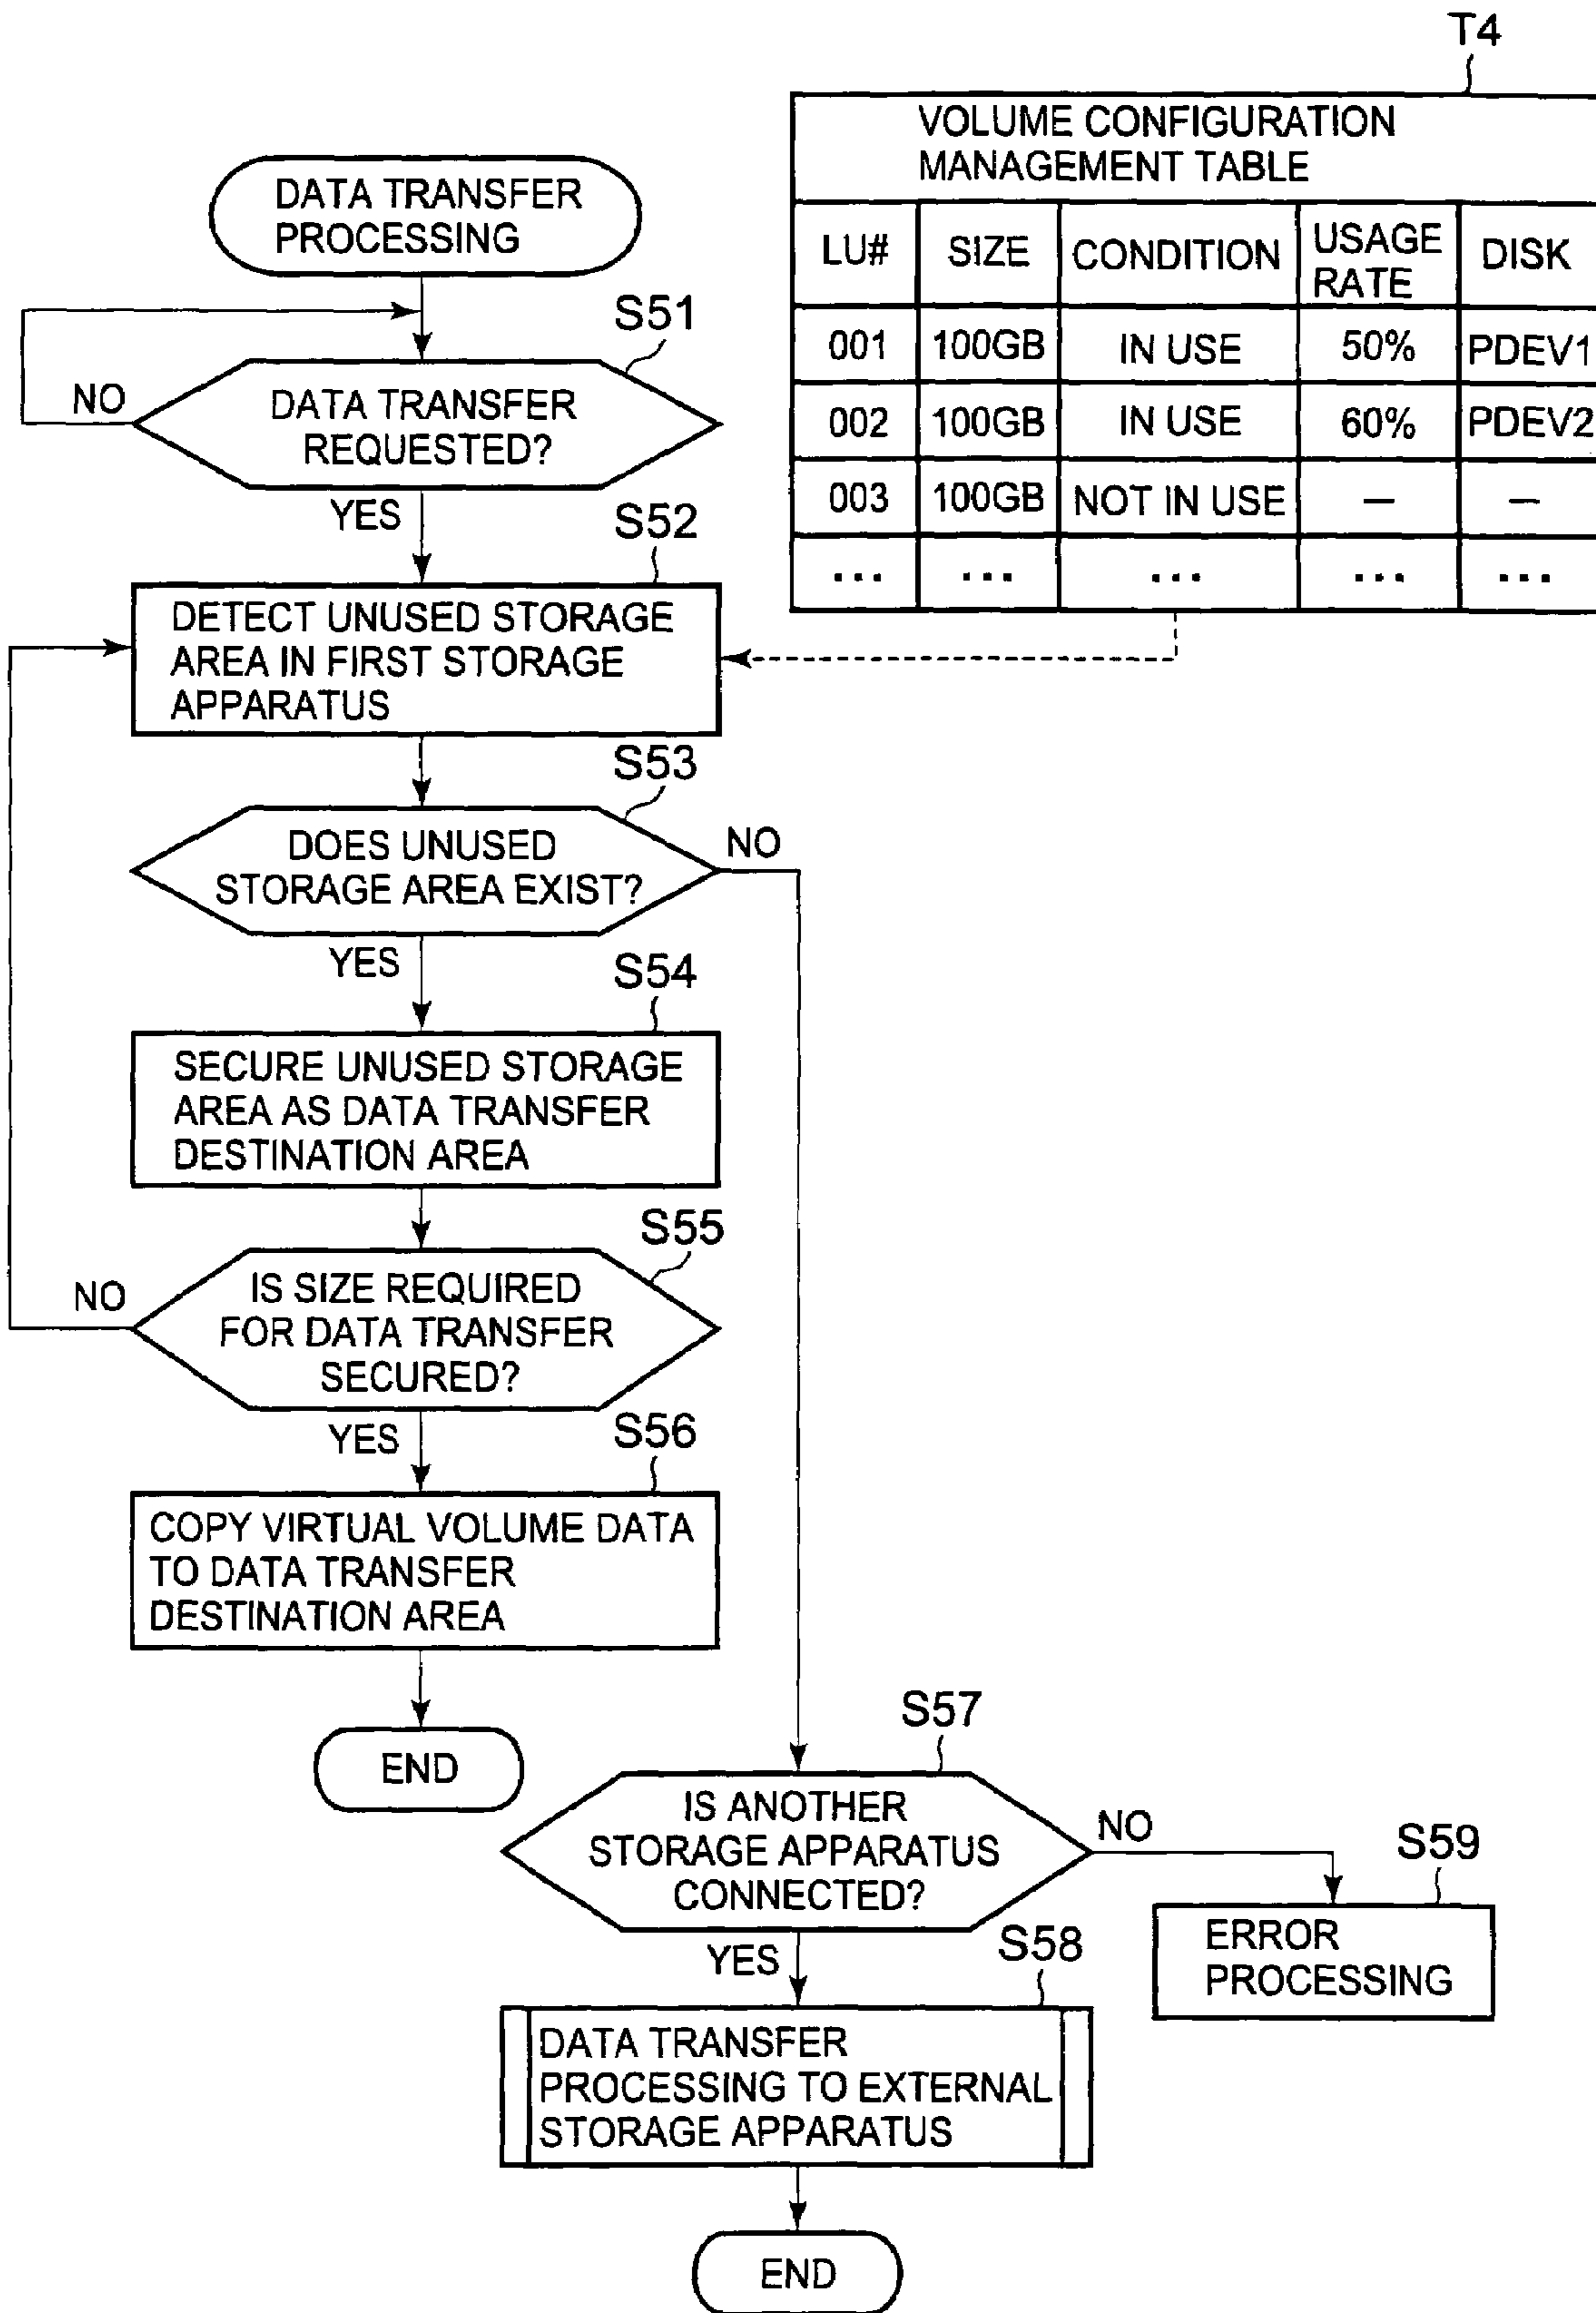 T4
VOLUME CONFIGURATION
MANAGEMENT TABLE
LU# SIZE CONDITION USAGE RATE DISK
001 100GB IN USE 50% PDEV1
002 100GB IN USE 60% PDEV2
003 100GB NOT IN USE — —
... ... ... ... ...
DATA TRANSFER
PROCESSING
S51
DATA TRANSFER
REQUESTED?
NO
YES
S52
DETECT UNUSED STORAGE
AREA IN FIRST STORAGE
APPARATUS
S53
DOES UNUSED
STORAGE AREA EXIST?
NO
YES
S54
SECURE UNUSED STORAGE
AREA AS DATA TRANSFER
DESTINATION AREA
S55
IS SIZE REQUIRED
FOR DATA TRANSFER
SECURED?
NO
YES
S56
COPY VIRTUAL VOLUME DATA
TO DATA TRANSFER
DESTINATION AREA
END
S57
IS ANOTHER
STORAGE APPARATUS
CONNECTED?
NO
S59
ERROR
PROCESSING
YES
S58
DATA TRANSFER
PROCESSING TO EXTERNAL
STORAGE APPARATUS
END